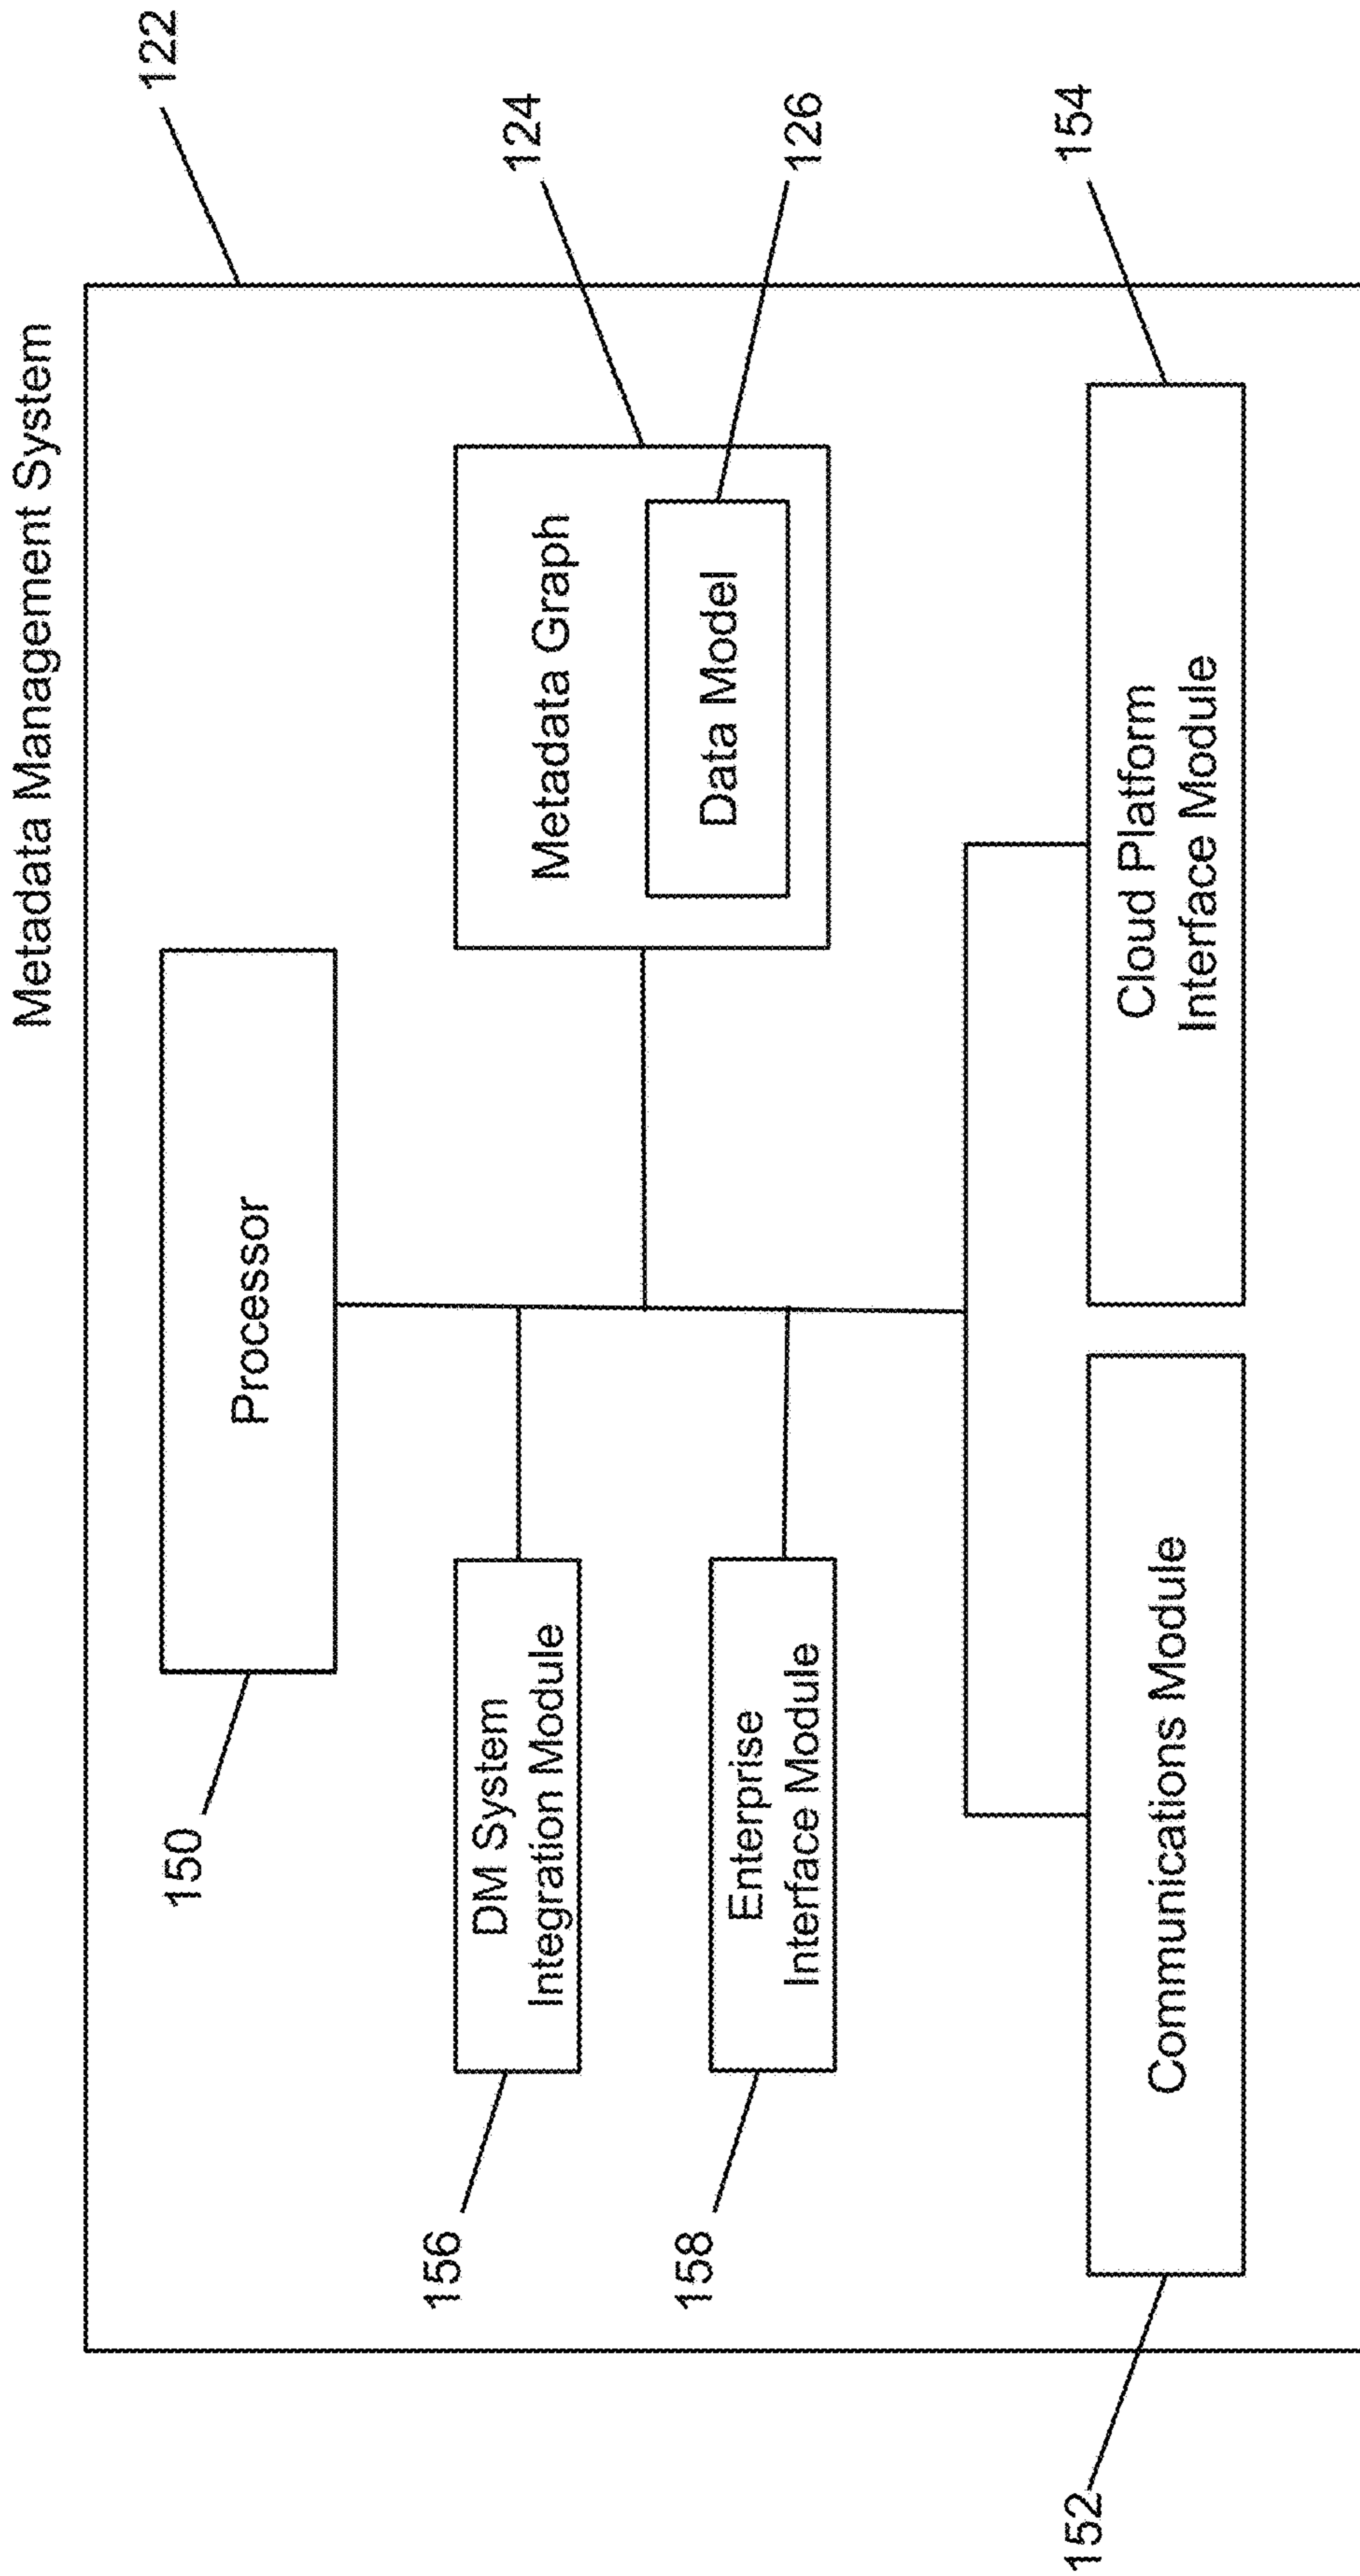 Metadata Management System
122
Processor
150
124
Metadata Graph
126
Data Model
DM System
Integration Module
156
Enterprise
Interface Module
158
Communications Module
152
Cloud Platform
Interface Module
154